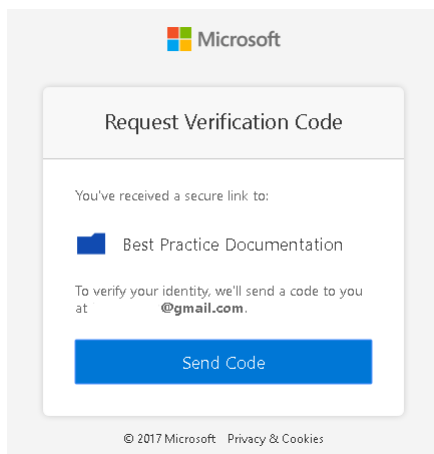 Microsoft
Request Verification Code
You've received a secure link to:
Best Practice Documentation
To verify your identity, we'll send a code to you
at @gmail.com.
Send Code
© 2017 Microsoft Privacy & Cookies